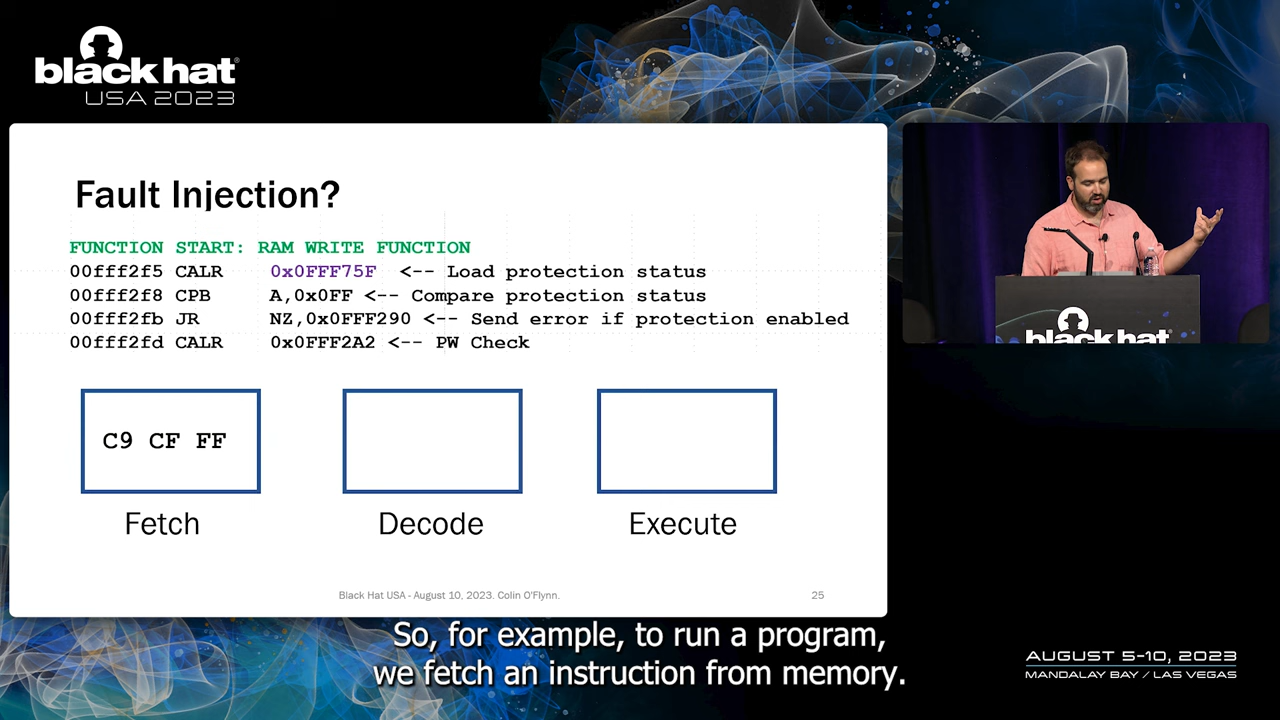 black hat®
USA 2023
Fault Injection?
FUNCTION START: RAM WRITE FUNCTION
00fff2f5 CALR 0x0FFF75F <-- Load protection status
00fff2f8 CPB A,0x0FF <-- Compare protection status
00fff2fb JR NZ,0x0FFF290 <-- Send error if protection enabled
00fff2fd CALR 0x0FFF2A2 <-- PW Check
C9 CF FF
Fetch
Decode
Execute
Black Hat USA - August 10, 2023. Colin O'Flynn.
25
black hat
So, for example, to run a program,
we fetch an instruction from memory.
AUGUST 5-10, 2023
MANDALAY BAY / LAS VEGAS